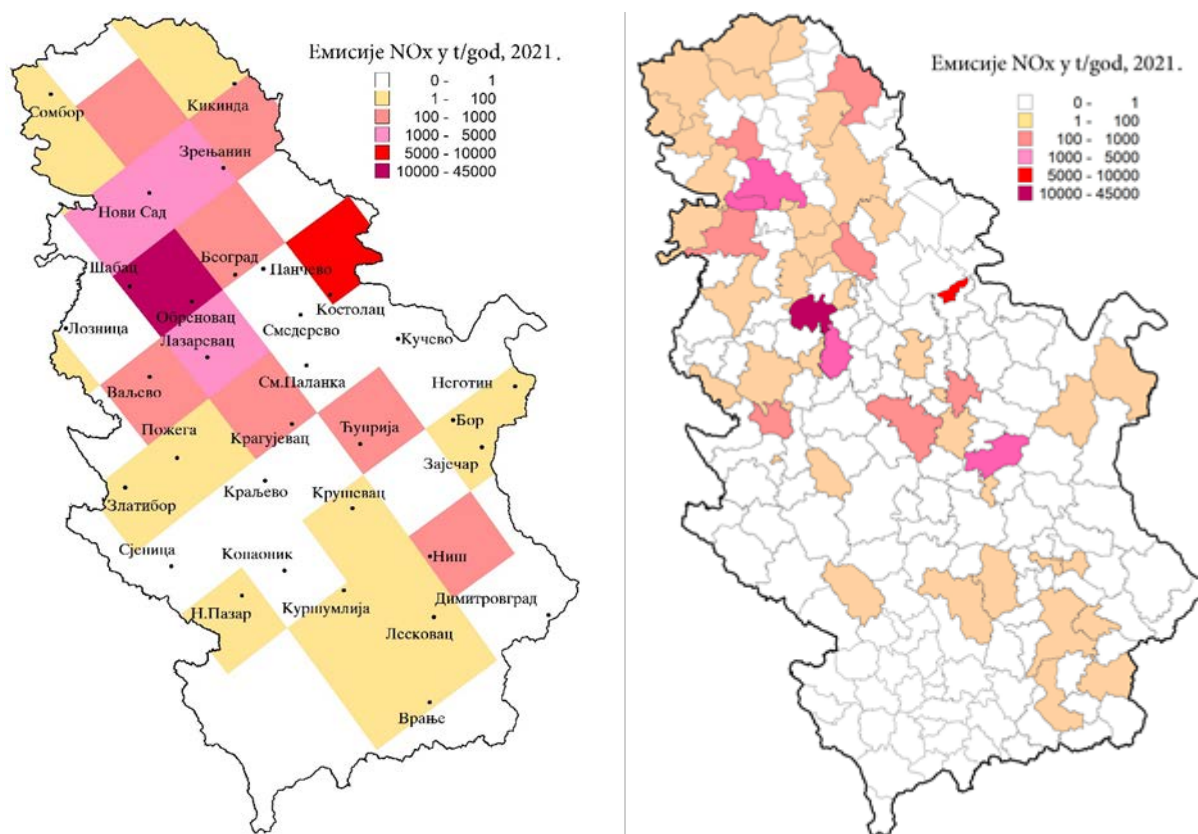 Емисије NOx у t/god, 2021.
0 - 1
1 - 100
100 - 1000
1000 - 5000
5000 - 10000
10000 - 45000
Сомбор
Кикинда
Зрењанин
Нови Сад
Београд
Панчево
Шабац
Костолац
Обреновац
Смедерево
Лозница
Кучево
Лазаревац
См.Паланка
Ваљево
Неготин
Пожега
Крагујевац
Ћуприја
Бор
Зајечар
Златибор
Краљево
Крушевац
Сјеница
Копаоник
Ниш
Н.Пазар
Куршумлија
Димитровград
Лесковац
Врање
Емисије NOx у t/god, 2021.
0 - 1
1 - 100
100 - 1000
1000 - 5000
5000 - 10000
10000 - 45000